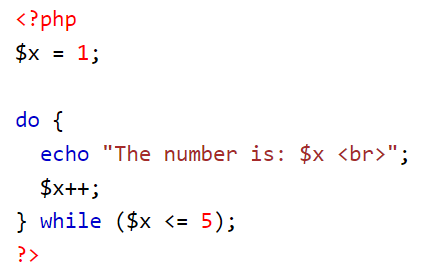 <?php
$x = 1;

do {
  echo "The number is: $x <br>";
  $x++;
} while ($x <= 5);
?>